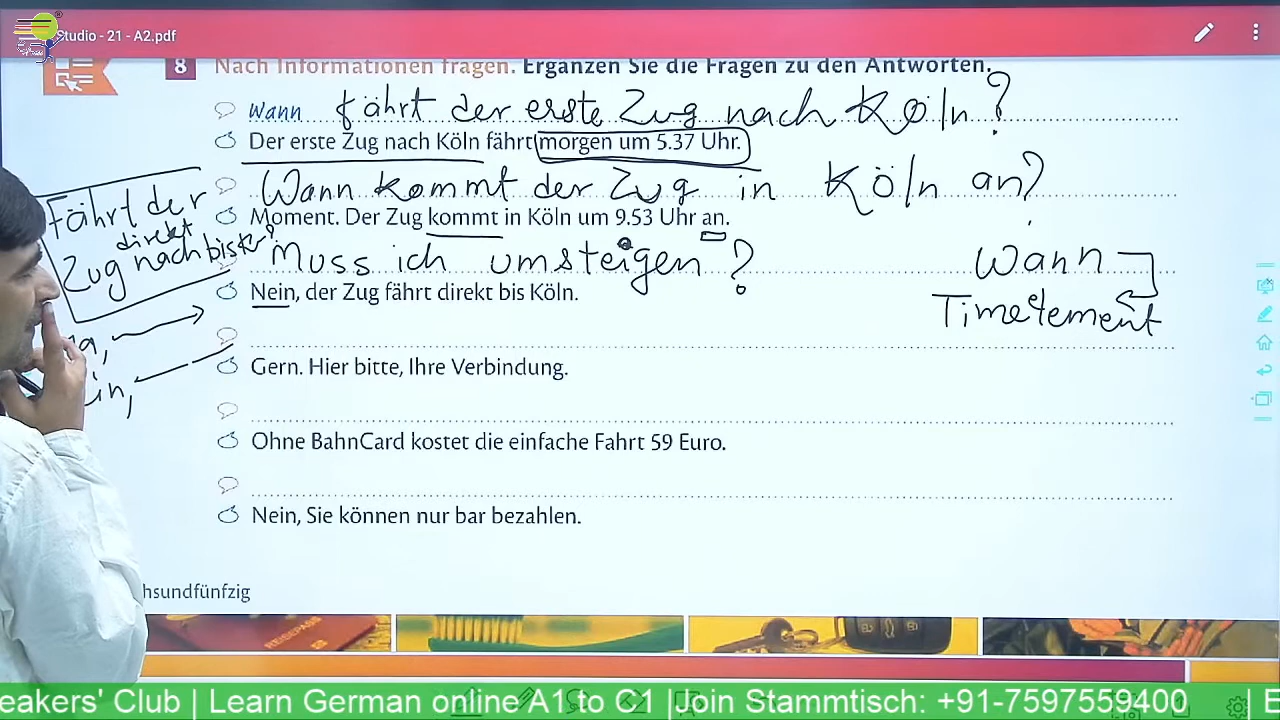 Studio - 21 - A2.pdf
8 Nach Informationen fragen. Ergänzen Sie die Fragen zu den Antworten.
Wann fährt der erste Zug nach Köln?
Der erste Zug nach Köln fährt morgen um 5.37 Uhr.
Wann kommt der Zug in Köln an?
Moment. Der Zug kommt in Köln um 9.53 Uhr an.
Fährt der
direkt
Zug nach bis
Muss ich umsteigen?
Wann
Nein, der Zug fährt direkt bis Köln.
Gern. Hier bitte, Ihre Verbindung.
Ohne BahnCard kostet die einfache Fahrt 59 Euro.
Nein, Sie können nur bar bezahlen.
hsundfünfzig
REISEPASS
eakers' Club | Learn German online A1 to C1 | Join Stammtisch: +91-7597559400 | E